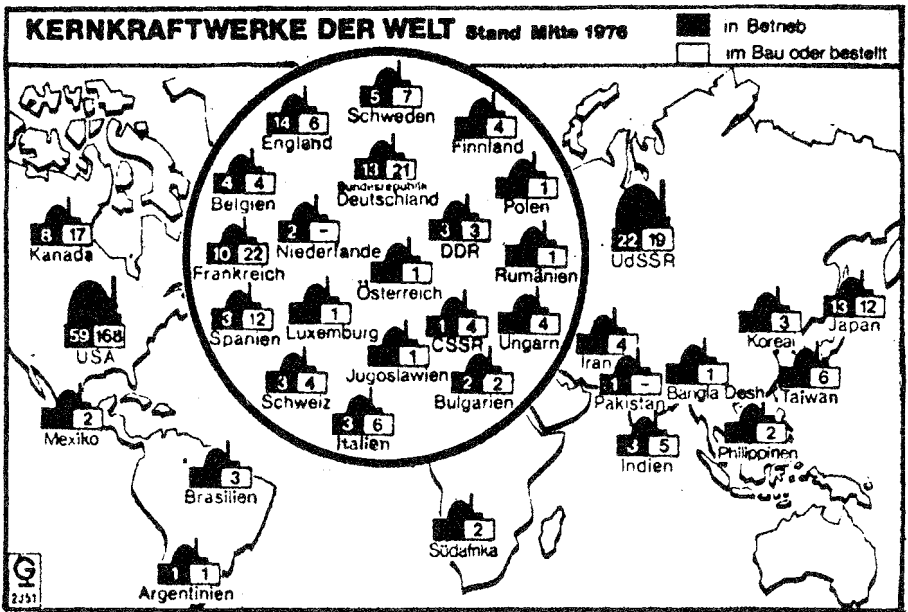 KERNKRAFTWERKE DER WELT Stand Mitte 1976
in Betrieb
im Bau oder bestellt
14 6
England
5 7
Schweden
4
Finnland
4 4
Belgien
13 21
Bundesrepublik
Deutschland
1
Polen
8 17
Kanada
2 –
Niederlande
3 3
DDR
22 19
UdSSR
10 22
Frankreich
1
Österreich
1
Rumänien
59 168
USA
3 12
Spanien
1
Luxemburg
1 4
CSSR
4
Ungarn
3
Korea
13 12
Japan
1
Jugoslawien
4
Iran
3 4
Schweiz
2 2
Bulgarien
1 –
Pakistan
1
Bangla Desh
6
Taiwan
2
Mexiko
3 6
Italien
3 5
Indien
2
Philippinen
3
Brasilien
2
Südafrika
1 1
Argentinien
G
2351